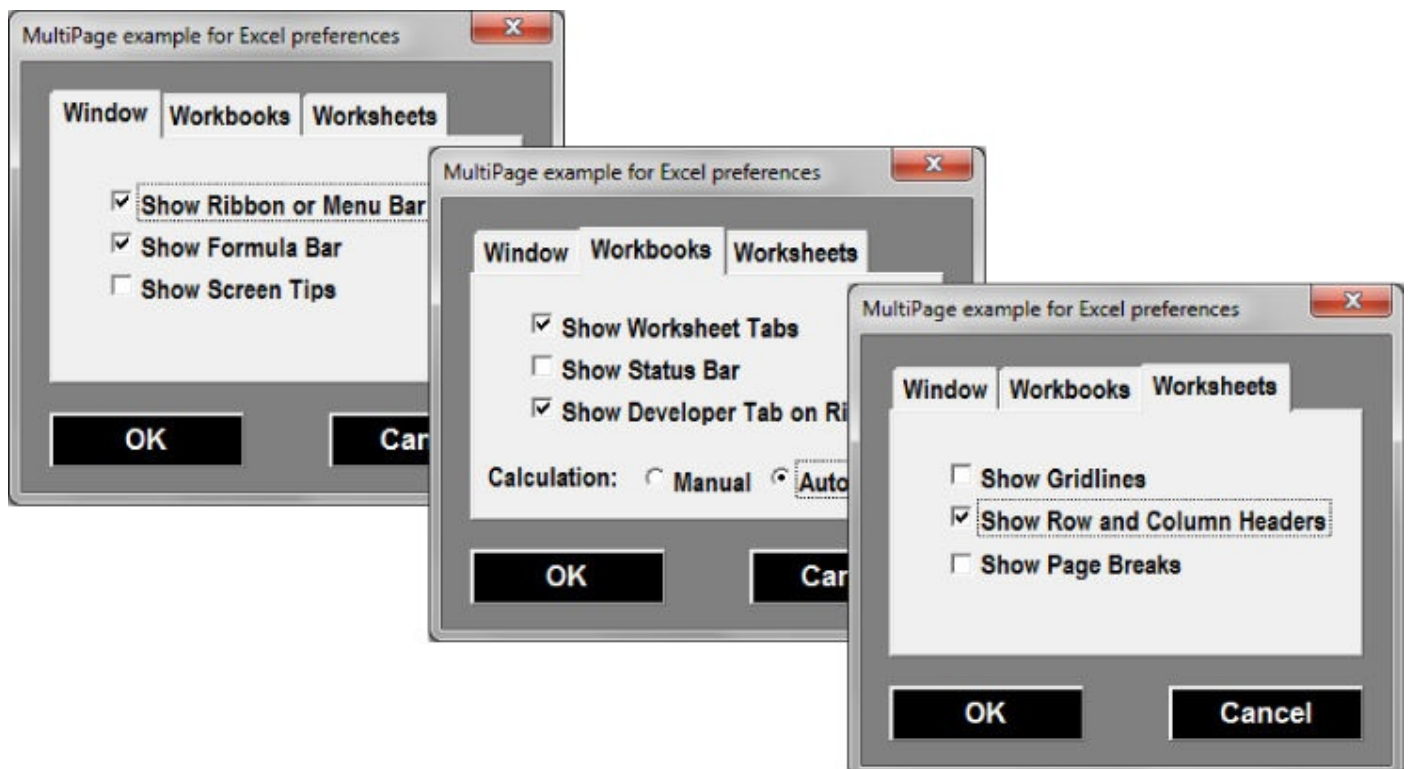 MultiPage example for Excel preferences
Window Workbooks Worksheets
Show Ribbon or Menu Bar
Show Formula Bar
Show Screen Tips
OK Can
MultiPage example for Excel preferences
Window Workbooks Worksheets
Show Worksheet Tabs
Show Status Bar
Show Developer Tab on Ri
Calculation: Manual Auto
OK Can
MultiPage example for Excel preferences
Window Workbooks Worksheets
Show Gridlines
Show Row and Column Headers
Show Page Breaks
OK Cancel